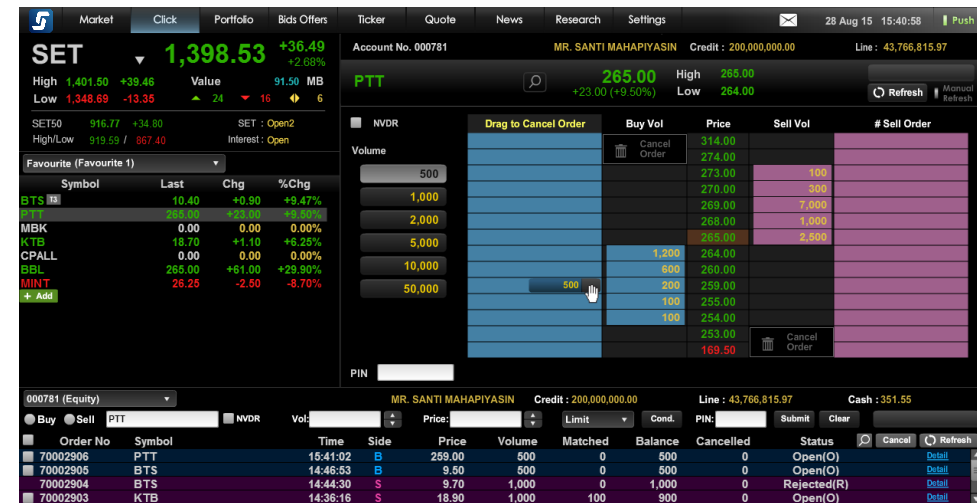 Market Click Portfolio Bids Offers Ticker Quote News Research Settings 28 Aug 15 15:40:58 Push
SET 1,398.53 +36.49
+2.68%
High 1,401.50 +39.46 Value 91.50 MB
Low 1,348.69 -13.35 24 16 6
SET50 916.77 +34.80 SET : Open2
High/Low 919.59 / 867.40 Interest : Open
Favourite (Favourite 1)
Symbol Last Chg %Chg
BTS T3 10.40 +0.90 +9.47%
PTT 265.00 +23.00 +9.50%
MBK 0.00 0.00 0.00%
KTB 18.70 +1.10 +6.25%
CPALL 0.00 0.00 0.00%
BBL 265.00 +61.00 +29.90%
MINT 26.25 -2.50 -8.70%
+ Add
Account No. 000781 MR. SANTI MAHAPIYASIN Credit : 200,000,000.00 Line : 43,766,815.97
PTT 265.00 High 265.00
+23.00 (+9.50%) Low 264.00 Refresh Manual Refresh
NVDR Drag to Cancel Order Buy Vol Price Sell Vol # Sell Order
Volume
500
1,000
2,000
5,000
10,000
50,000
Cancel Order 314.00
274.00
273.00 100
270.00 300
269.00 7,000
268.00 1,000
265.00 2,500
1,200 264.00
600 260.00
500 200 259.00
100 255.00
100 254.00
253.00 Cancel Order
169.50
PIN
000781 (Equity) MR. SANTI MAHAPIYASIN Credit : 200,000,000.00 Line : 43,766,815.97 Cash : 351.55
Buy Sell PTT NVDR Vol: Price: Limit Cond. PIN: Submit Clear
Order No Symbol Time Side Price Volume Matched Balance Cancelled Status Cancel Refresh
70002906 PTT 15:41:02 B 259.00 500 0 500 0 Open(O) Detail
70002905 BTS 14:46:53 B 9.50 500 0 500 0 Open(O) Detail
70002904 BTS 14:44:30 S 9.70 1,000 0 1,000 0 Rejected(R) Detail
70002903 KTB 14:36:16 S 18.90 1,000 100 900 0 Open(O) Detail